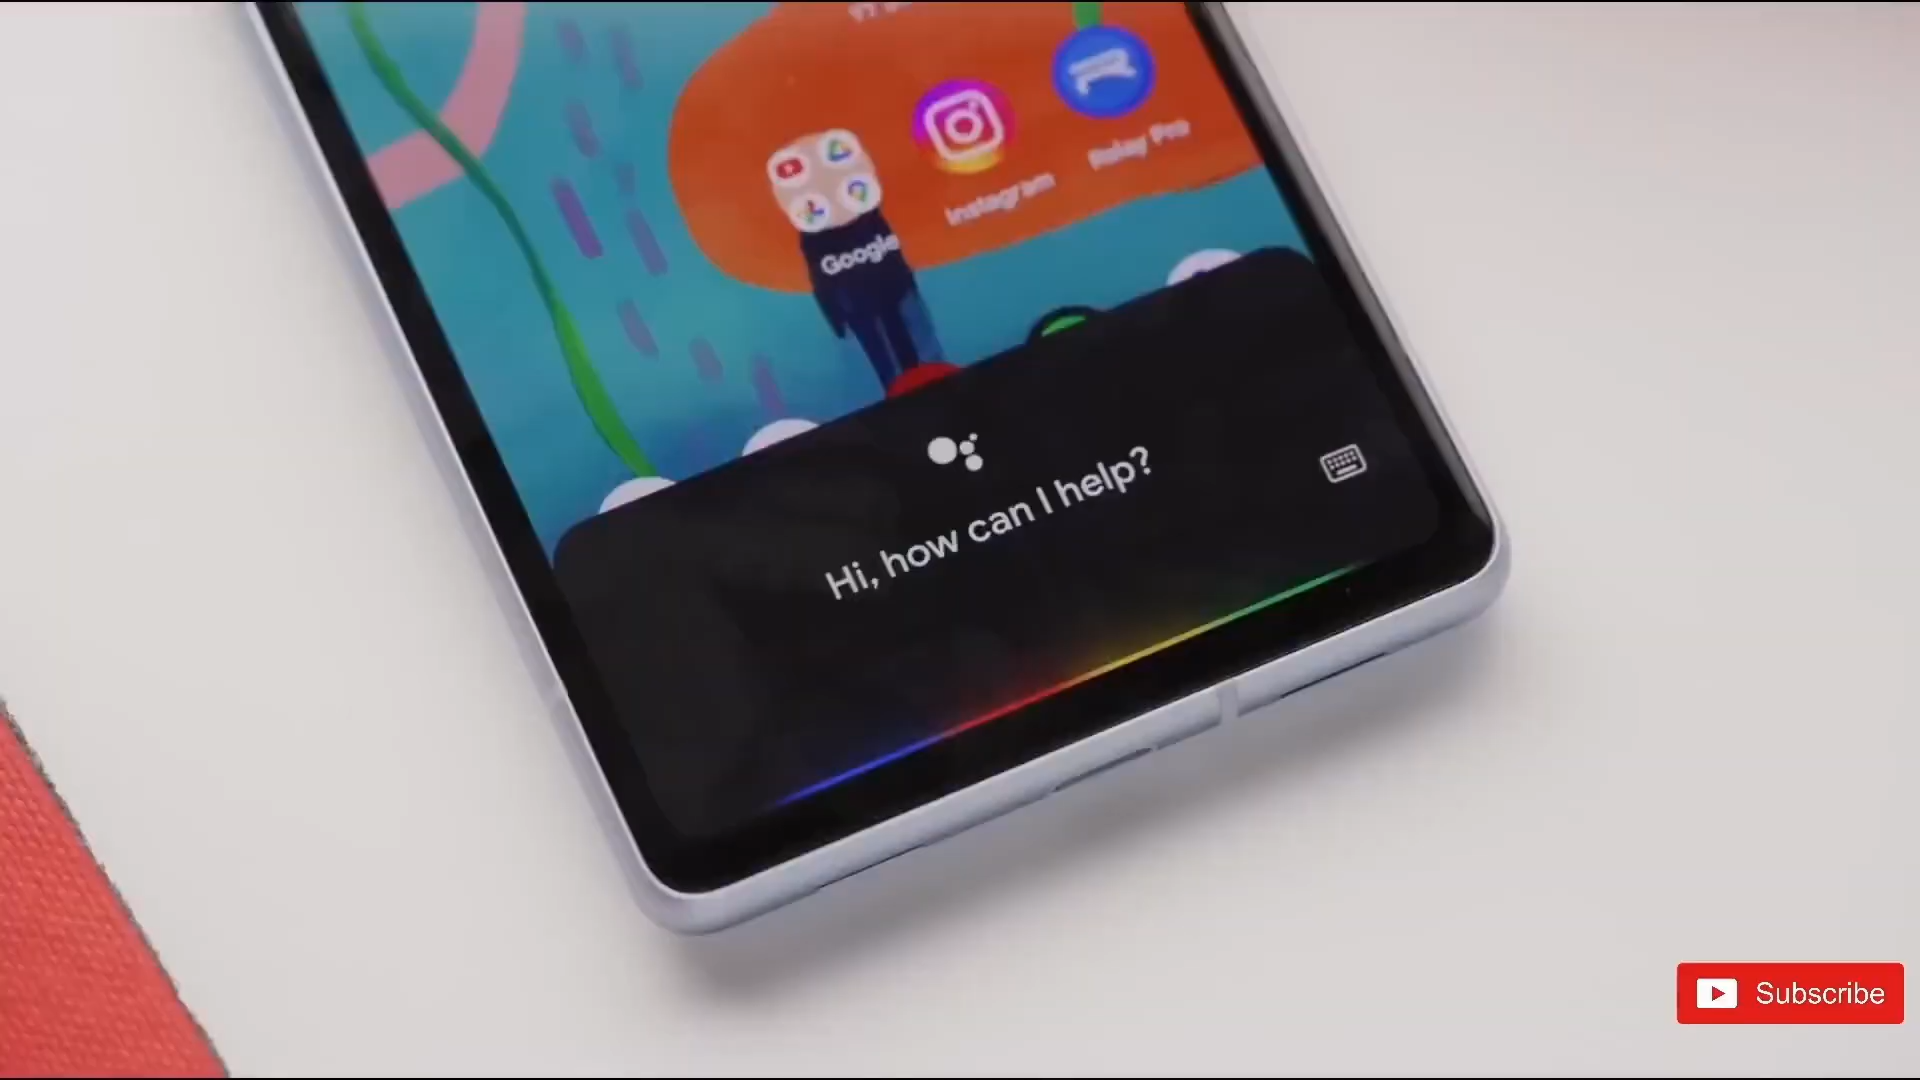 Instagram
Relay Pro
Google
Hi, how can I help?
Subscribe